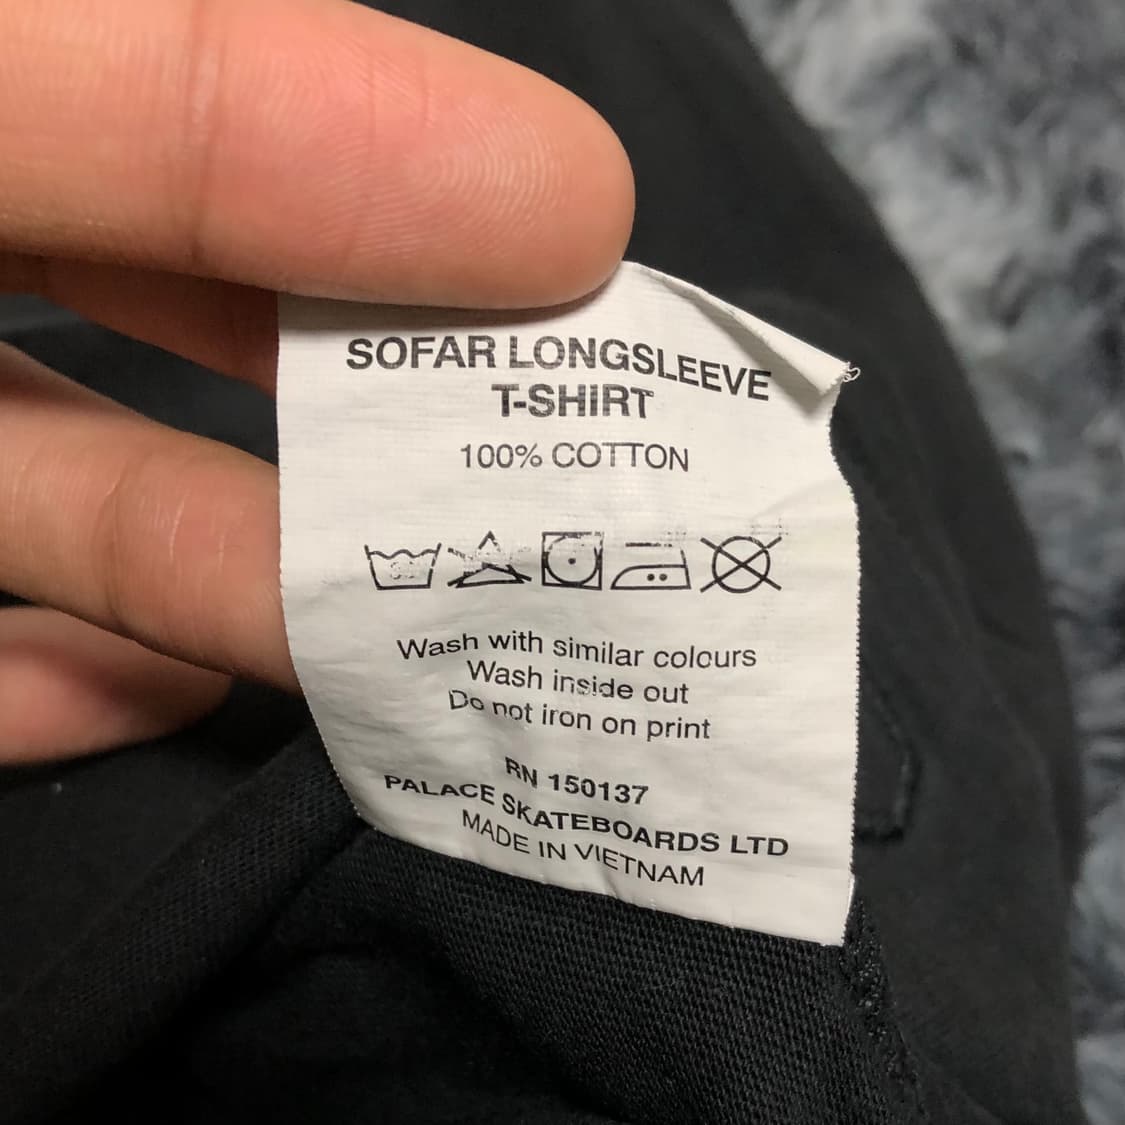 SOFAR LONGSLEEVE
T-SHIRT
100% COTTON
Wash with similar colours
Wash inside out
Do not iron on print
RN 150137
PALACE SKATEBOARDS LTD
MADE IN VIETNAM